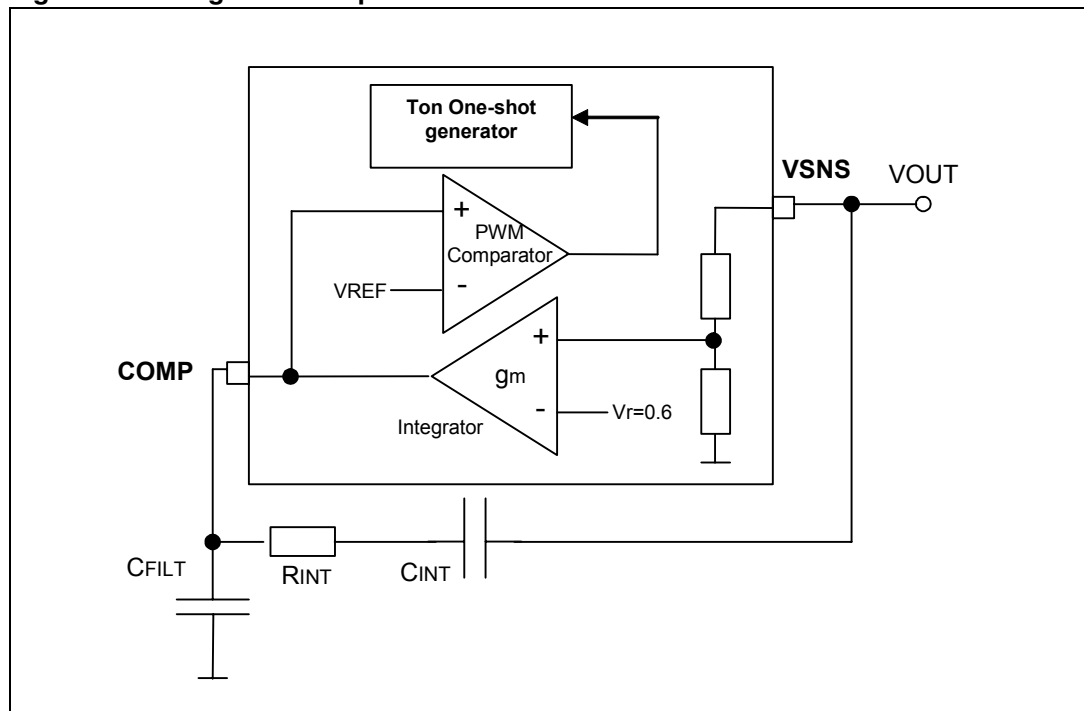 Ton One-shot
generator
VSNS
VOUT
+
PWM
Comparator
-
VREF
+
gm
-
Vr=0.6
Integrator
COMP
CFILT
RINT
CINT